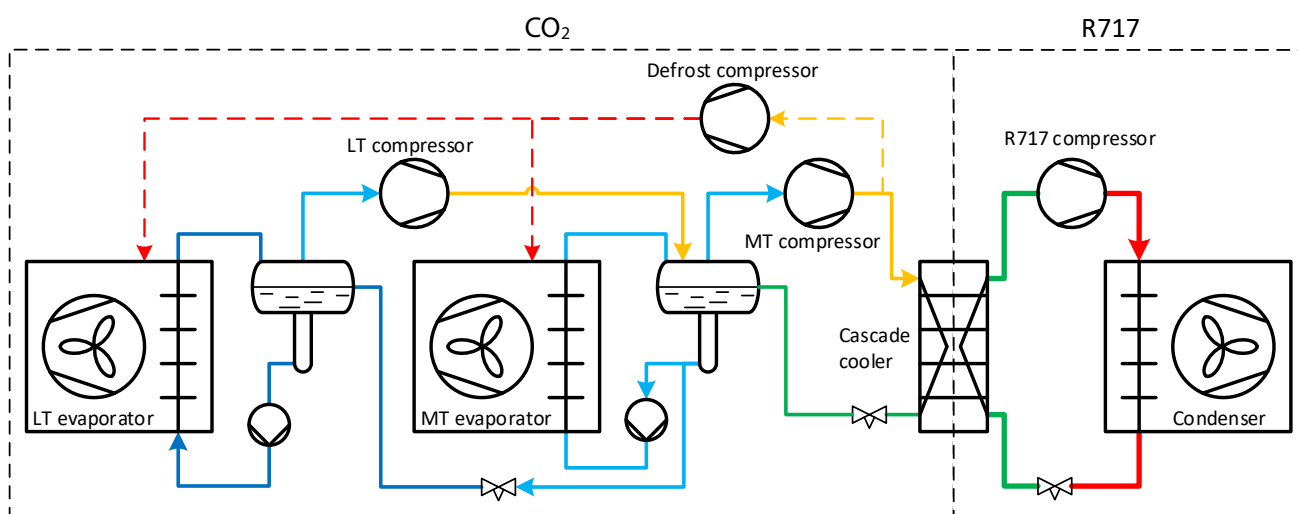 CO₂
R717
Defrost compressor
LT compressor
R717 compressor
MT compressor
Cascade
cooler
LT evaporator
MT evaporator
Condenser